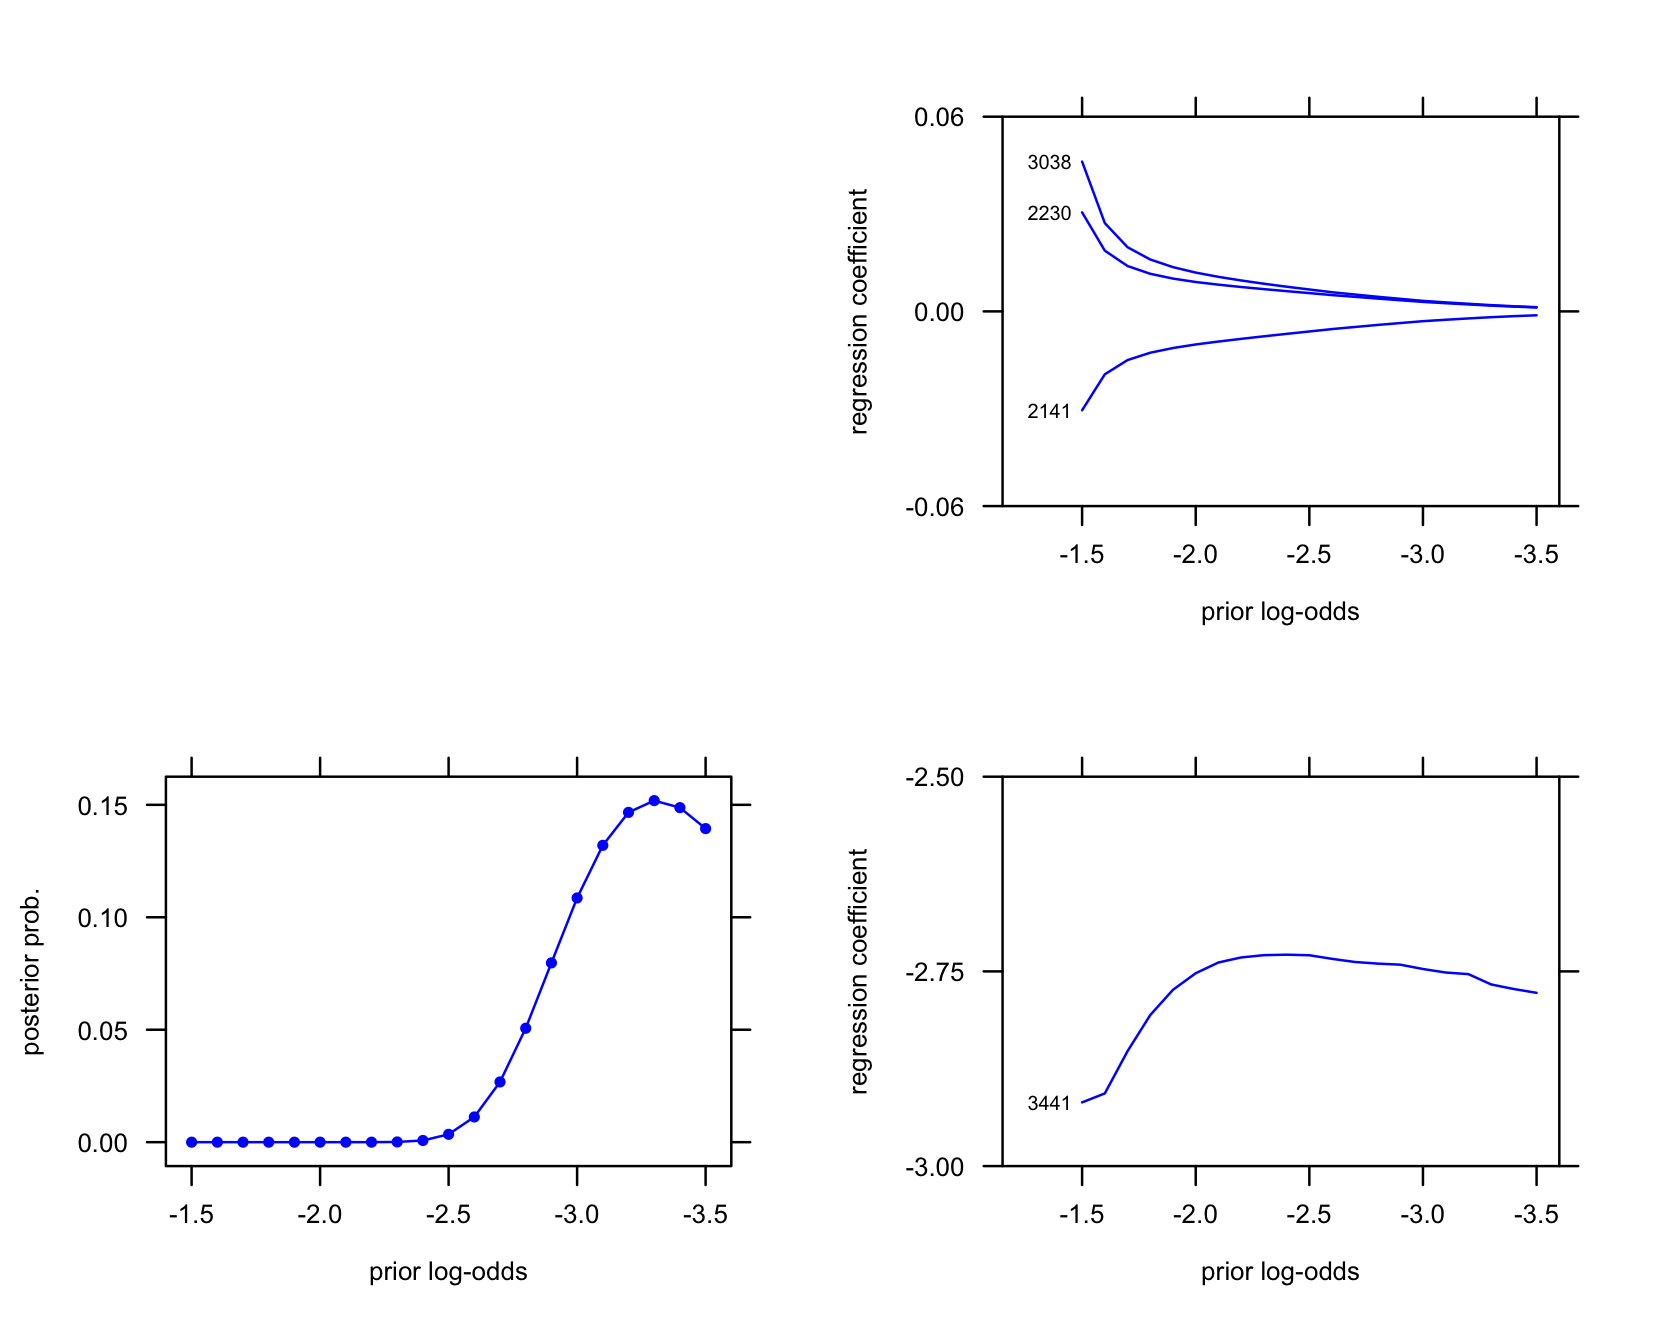 0.06
3038
2230
0.00
2141
-0.06
regression coefficient
-1.5 -2.0 -2.5 -3.0 -3.5
prior log-odds
0.15
0.10
0.05
0.00
posterior prob.
-1.5 -2.0 -2.5 -3.0 -3.5
prior log-odds
-2.50
-2.75
3441
-3.00
regression coefficient
-1.5 -2.0 -2.5 -3.0 -3.5
prior log-odds